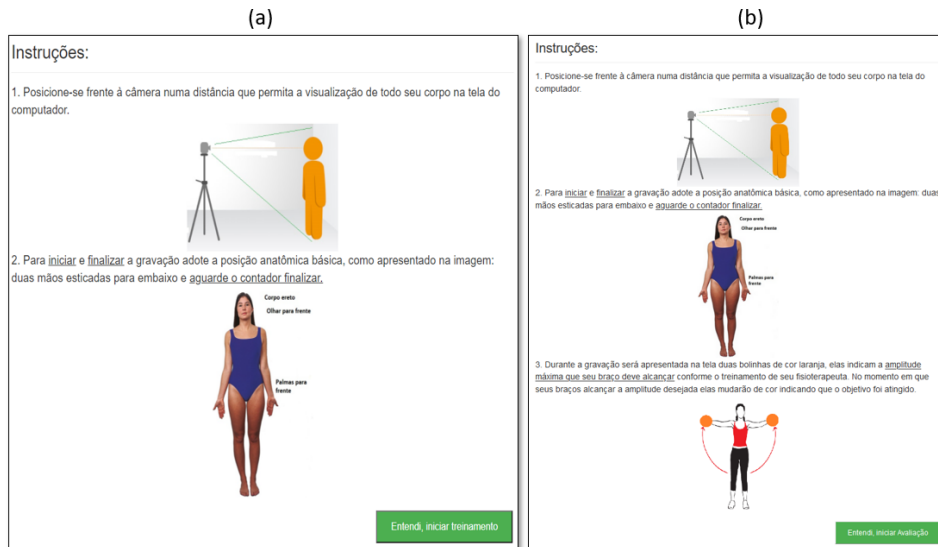 (a)
Instruções:
1. Posicione-se frente à câmera numa distância que permita a visualização de todo seu corpo na tela do
computador.
2. Para iniciar e finalizar a gravação adote a posição anatômica básica, como apresentado na imagem:
duas mãos esticadas para embaixo e aguarde o contador finalizar.
Corpo ereto
Olhar para frente
Palmas para
frente
Entendi, iniciar treinamento
(b)
Instruções:
1. Posicione-se frente à câmera numa distância que permita a visualização de todo seu corpo na tela do
computador.
2. Para iniciar e finalizar a gravação adote a posição anatômica básica, como apresentado na imagem: duas
mãos esticadas para embaixo e aguarde o contador finalizar.
Corpo ereto
Olhar para frente
Palmas para
frente
3. Durante a gravação será apresentada na tela duas bolinhas de cor laranja, elas indicam a amplitude
máxima que seu braço deve alcançar conforme o treinamento de seu fisioterapeuta. No momento em que
seus braços alcançar a amplitude desejada elas mudarão de cor indicando que o objetivo foi atingido.
Entendi, iniciar Avaliação